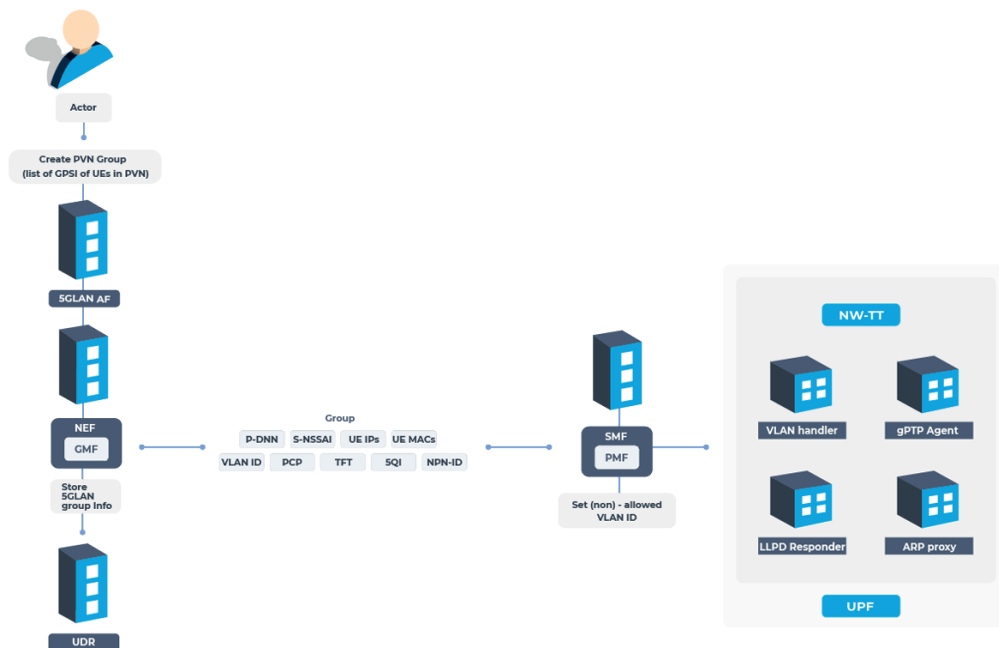 Actor
Create PVN Group
(list of GPSI of UEs in PVN)
5GLAN AF
NEF
GMF
Store
5GLAN
group Info
UDR
Group
P-DNN
S-NSSAI
UE IPs
UE MACs
VLAN ID
PCP
TFT
5QI
NPN-ID
SMF
PMF
Set (non) - allowed
VLAN ID
NW-TT
VLAN handler
gPTP Agent
LLPD Responder
ARP proxy
UPF